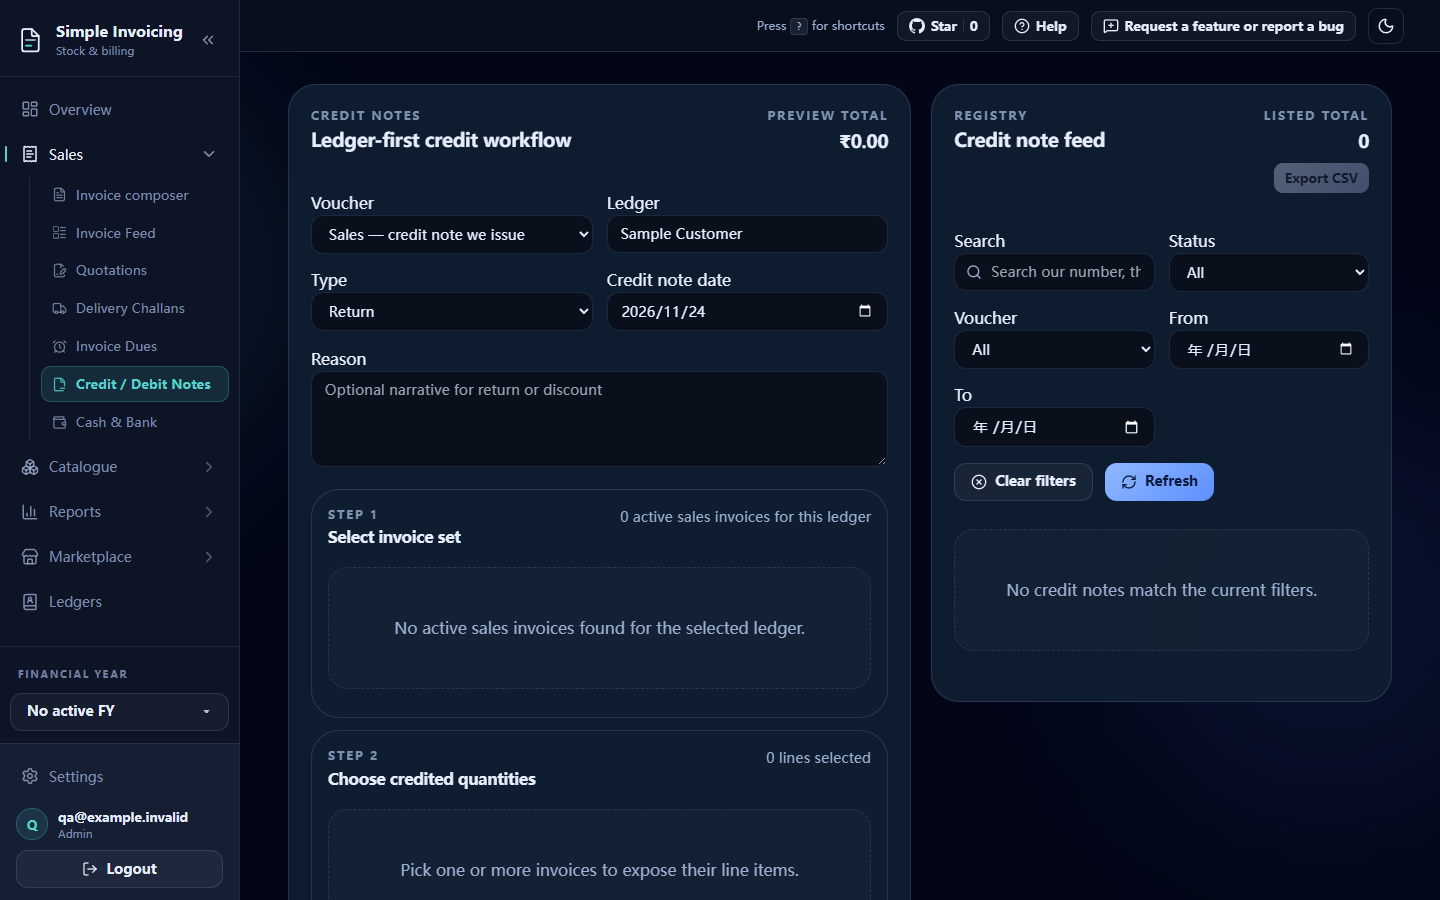 Simple Invoicing
Stock & billing
Overview
Sales
Invoice composer
Invoice Feed
Quotations
Delivery Challans
Invoice Dues
Credit / Debit Notes
Cash & Bank
Catalogue
Reports
Marketplace
Ledgers
FINANCIAL YEAR
No active FY
Settings
Q
qa@example.invalid
Admin
Logout
Press ? for shortcuts
Star 0
Help
Request a feature or report a bug
CREDIT NOTES
Ledger-first credit workflow
PREVIEW TOTAL
₹0.00
Voucher
Sales — credit note we issue
Ledger
Sample Customer
Type
Return
Credit note date
2026/11/24
Reason
Optional narrative for return or discount
STEP 1
Select invoice set
0 active sales invoices for this ledger
No active sales invoices found for the selected ledger.
STEP 2
Choose credited quantities
0 lines selected
Pick one or more invoices to expose their line items.
REGISTRY
Credit note feed
LISTED TOTAL
0
Export CSV
Search
Search our number, th
Status
All
Voucher
All
From
年 /月/日
To
年 /月/日
Clear filters
Refresh
No credit notes match the current filters.